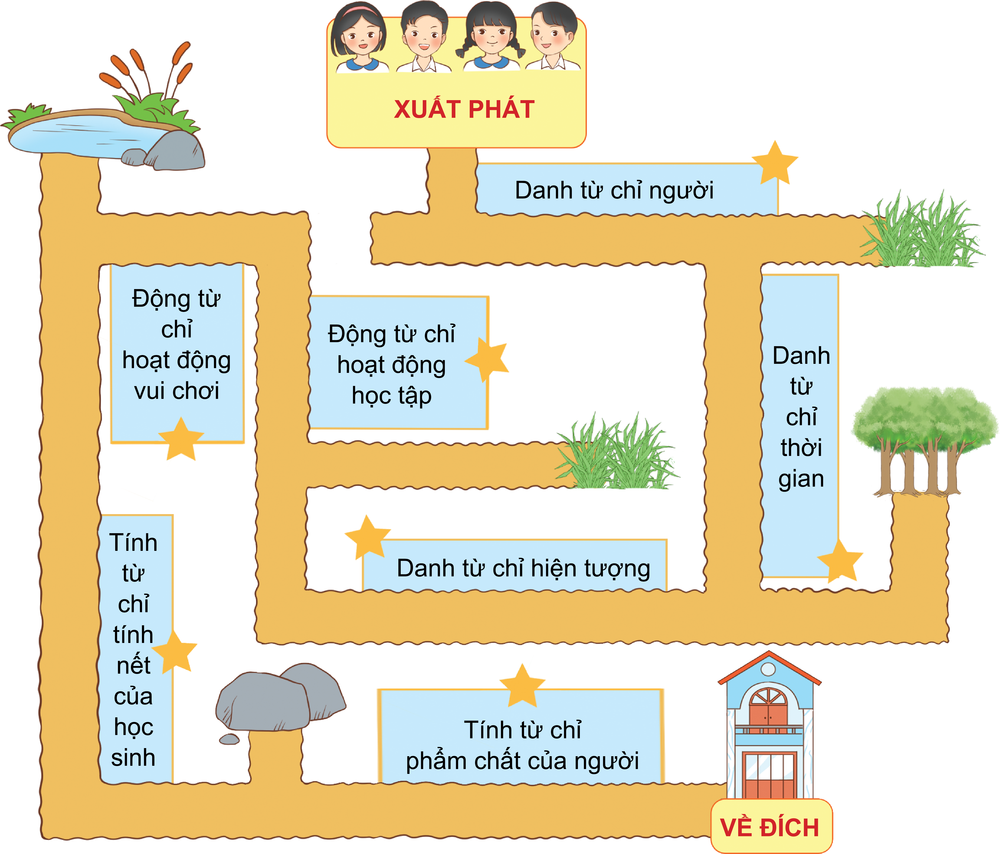 XUẤT PHÁT
Danh từ chỉ người
Động từ
chỉ
hoạt động
vui chơi
Động từ chỉ
hoạt động
học tập
Danh
từ
chỉ
thời
gian
Danh từ chỉ hiện tượng
Tính
từ
chỉ
tính
nết
của
học
sinh
Tính từ chỉ
phẩm chất của người
VỀ ĐÍCH